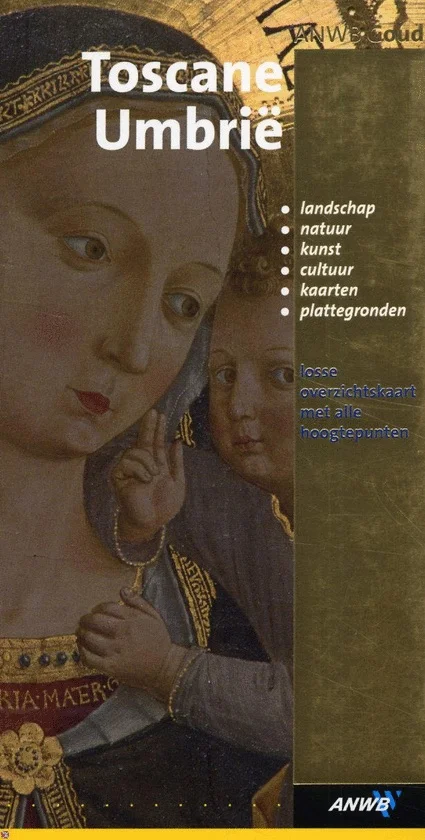 ANWB Goud
Toscane
Umbrië
• landschap
• natuur
• kunst
• cultuur
• kaarten
• plattegronden
losse
overzichtskaart
met alle
hoogtepunten
RIA·MAER·G
ANWB